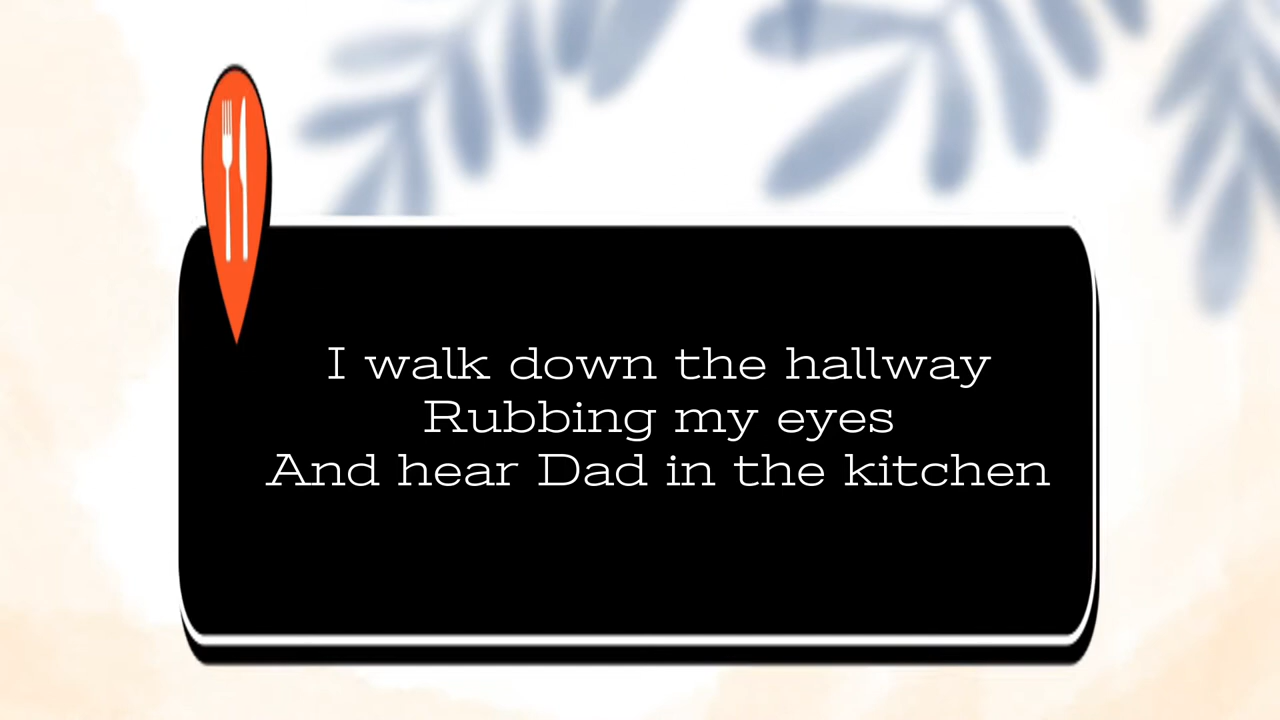 I walk down the hallway
Rubbing my eyes
And hear Dad in the kitchen